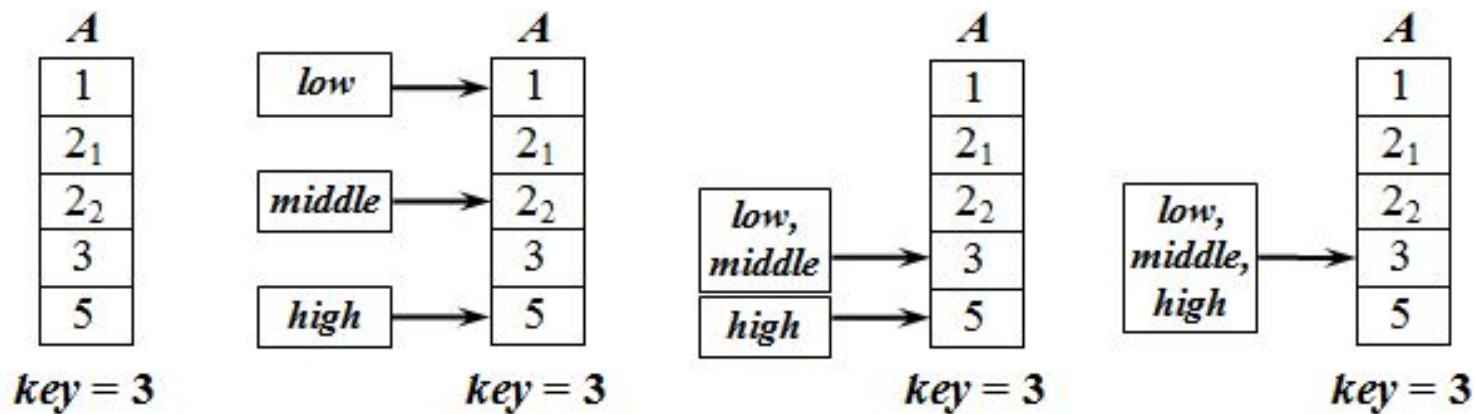 A
1
2₁
2₂
3
5
key = 3
low
middle
high
A
1
2₁
2₂
3
5
key = 3
low,
middle
high
A
1
2₁
2₂
3
5
key = 3
low,
middle,
high
A
1
2₁
2₂
3
5
key = 3